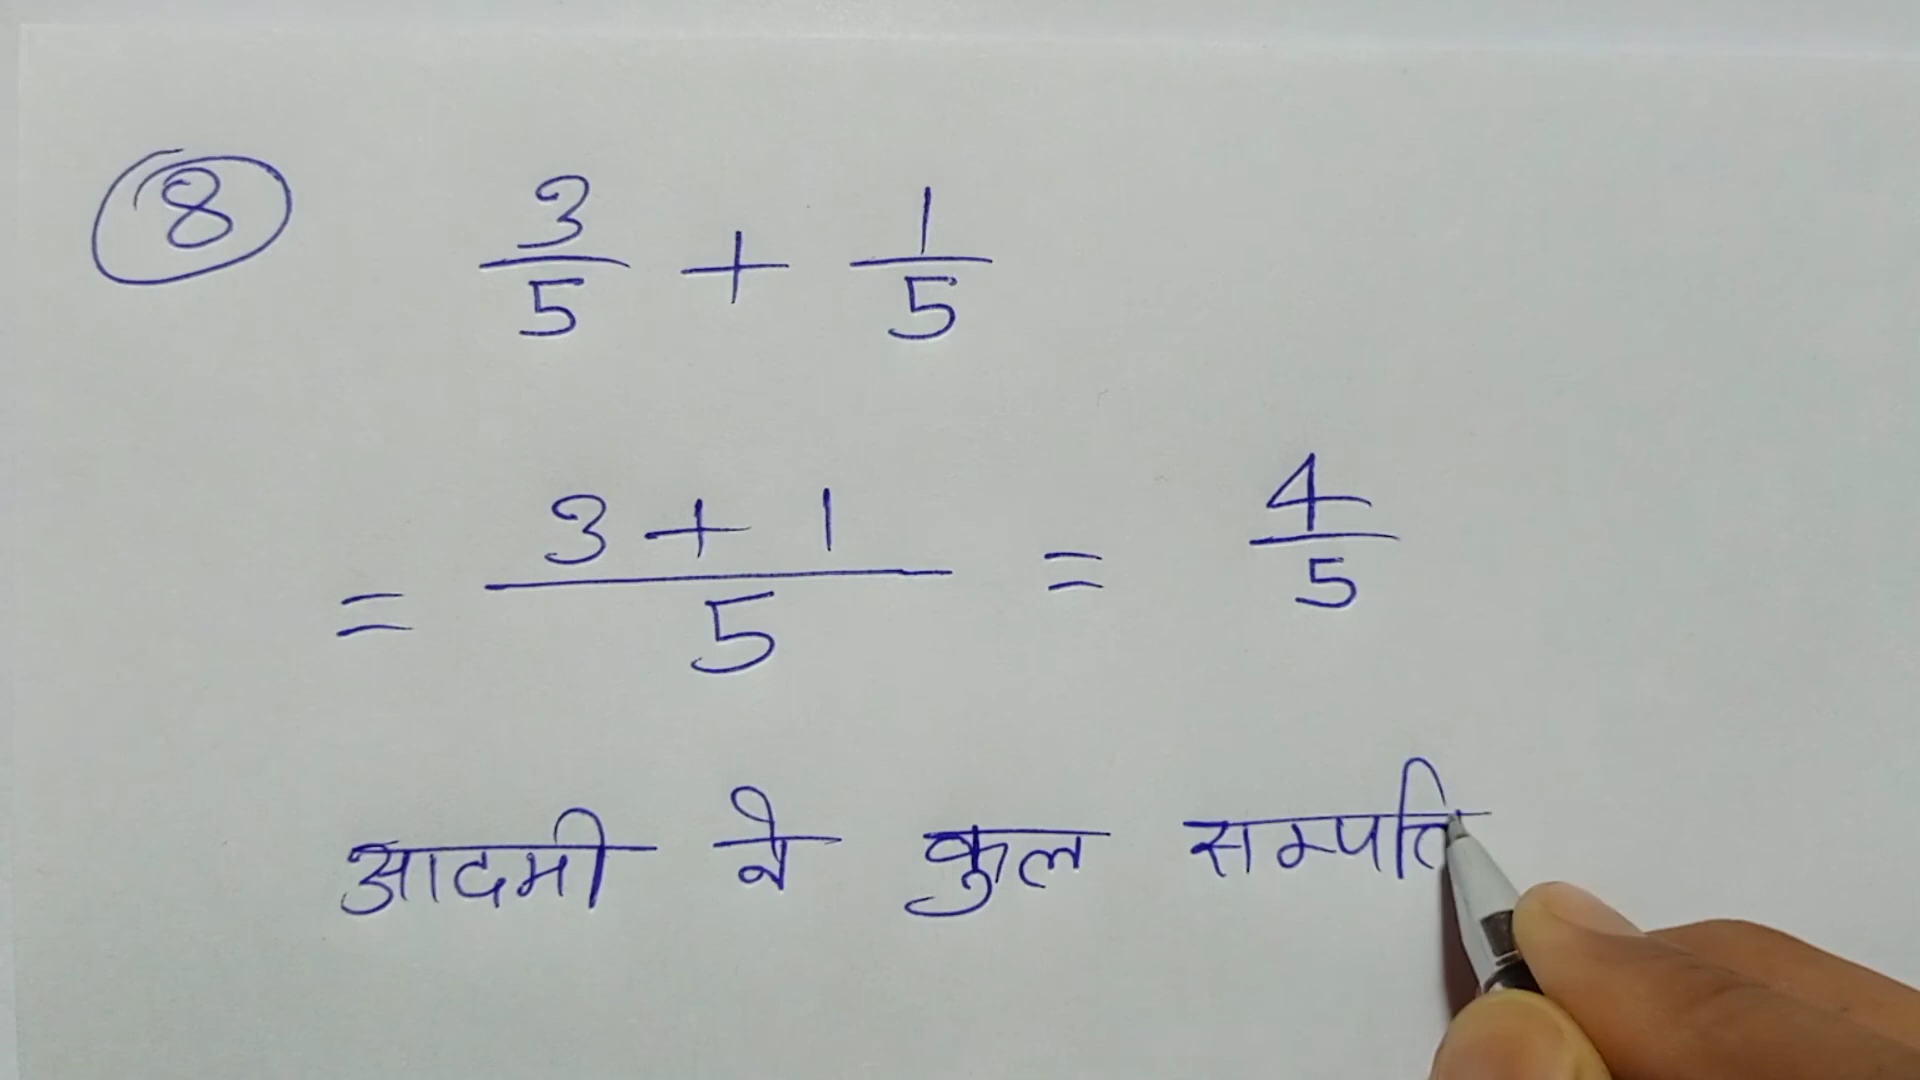 8 3/5 + 1/5
= 3 + 1/5 = 4/5
आदमी ने कुल सम्पति